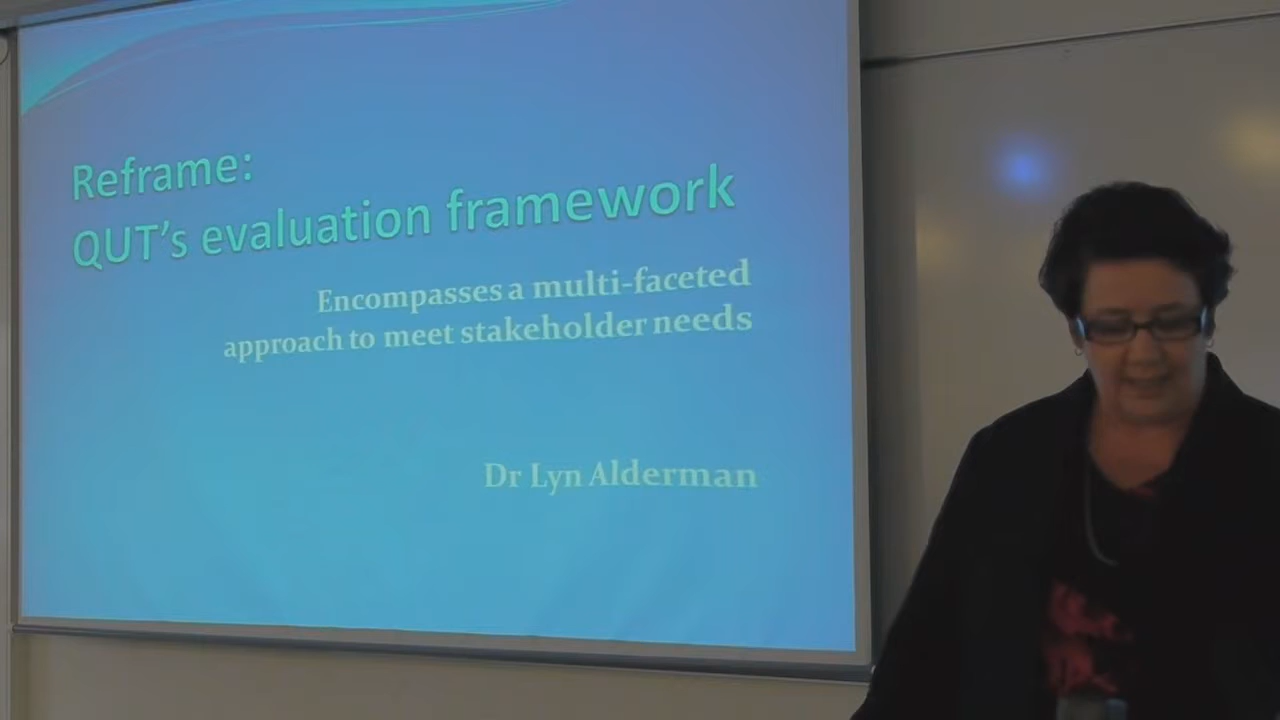 Reframe:
QUT's evaluation framework
Encompasses a multi-faceted
approach to meet stakeholder needs
Dr Lyn Alderman